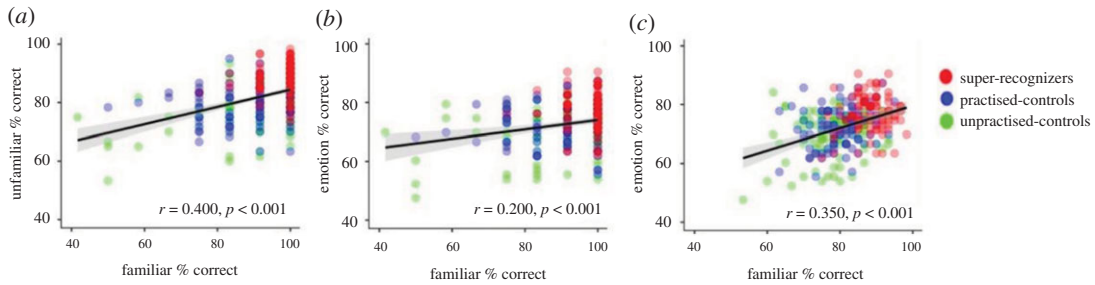 (a)
(b)
(c)
unfamiliar % correct
100
80
60
40
r = 0.400, p < 0.001
40 60 80 100
familiar % correct
emotion % correct
100
80
60
40
r = 0.200, p < 0.001
40 60 80 100
familiar % correct
emotion % correct
100
80
60
40
r = 0.350, p < 0.001
40 60 80 100
familiar % correct
super-recognizers
practised-controls
unpractised-controls